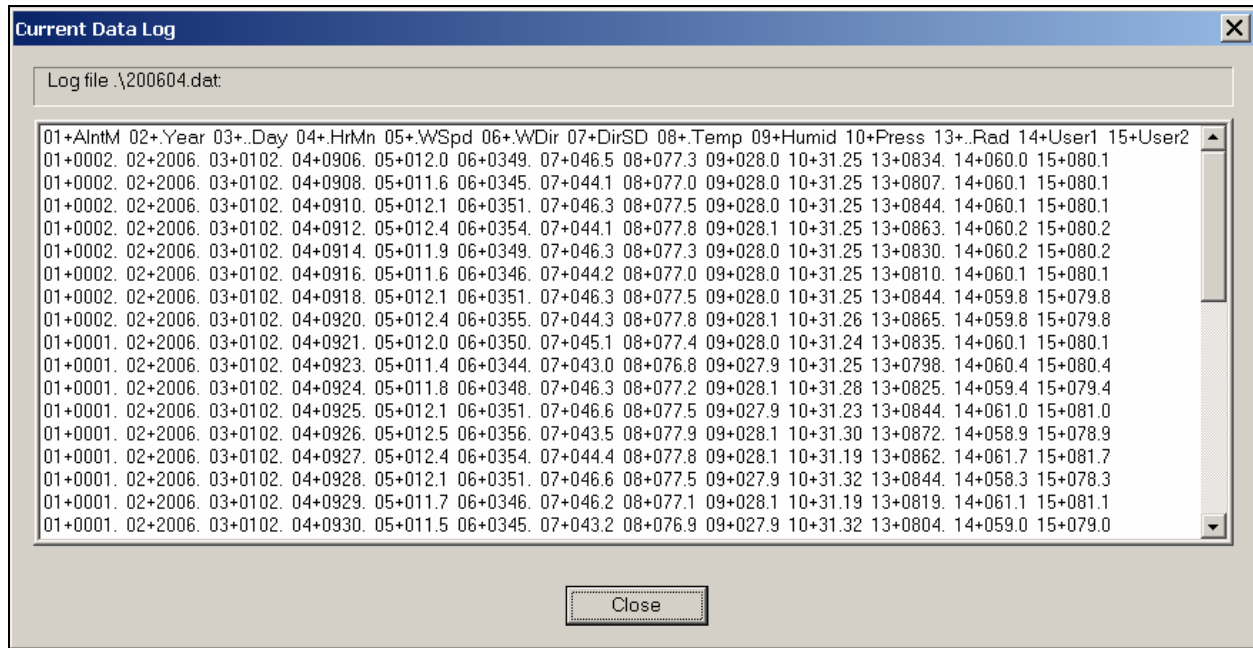 Current Data Log
Log file .\200604.dat:
01+AIntM 02+.Year 03+..Day 04+.HrMn 05+.WSpd 06+.WDir 07+DirSD 08+.Temp 09+Humid 10+Press 13+..Rad 14+User1 15+User2
01+0002. 02+2006. 03+0102. 04+0906. 05+012.0 06+0349. 07+046.5 08+077.3 09+028.0 10+31.25 13+0834. 14+060.0 15+080.1
01+0002. 02+2006. 03+0102. 04+0908. 05+011.6 06+0345. 07+044.1 08+077.0 09+028.0 10+31.25 13+0807. 14+060.1 15+080.1
01+0002. 02+2006. 03+0102. 04+0910. 05+012.1 06+0351. 07+046.3 08+077.5 09+028.0 10+31.25 13+0844. 14+060.1 15+080.1
01+0002. 02+2006. 03+0102. 04+0912. 05+012.4 06+0354. 07+044.1 08+077.8 09+028.1 10+31.25 13+0863. 14+060.2 15+080.2
01+0002. 02+2006. 03+0102. 04+0914. 05+011.9 06+0349. 07+046.3 08+077.3 09+028.0 10+31.25 13+0830. 14+060.2 15+080.2
01+0002. 02+2006. 03+0102. 04+0916. 05+011.6 06+0346. 07+044.2 08+077.0 09+028.0 10+31.25 13+0810. 14+060.1 15+080.1
01+0002. 02+2006. 03+0102. 04+0918. 05+012.1 06+0351. 07+046.3 08+077.5 09+028.0 10+31.25 13+0844. 14+059.8 15+079.8
01+0002. 02+2006. 03+0102. 04+0920. 05+012.4 06+0355. 07+044.3 08+077.8 09+028.1 10+31.26 13+0865. 14+059.8 15+079.8
01+0001. 02+2006. 03+0102. 04+0921. 05+012.0 06+0350. 07+045.1 08+077.4 09+028.0 10+31.24 13+0835. 14+060.1 15+080.1
01+0001. 02+2006. 03+0102. 04+0923. 05+011.4 06+0344. 07+043.0 08+076.8 09+027.9 10+31.25 13+0798. 14+060.4 15+080.4
01+0001. 02+2006. 03+0102. 04+0924. 05+011.8 06+0348. 07+046.3 08+077.2 09+028.1 10+31.28 13+0825. 14+059.4 15+079.4
01+0001. 02+2006. 03+0102. 04+0925. 05+012.1 06+0351. 07+046.6 08+077.5 09+027.9 10+31.23 13+0844. 14+061.0 15+081.0
01+0001. 02+2006. 03+0102. 04+0926. 05+012.5 06+0356. 07+043.5 08+077.9 09+028.1 10+31.30 13+0872. 14+058.9 15+078.9
01+0001. 02+2006. 03+0102. 04+0927. 05+012.4 06+0354. 07+044.4 08+077.8 09+028.1 10+31.19 13+0862. 14+061.7 15+081.7
01+0001. 02+2006. 03+0102. 04+0928. 05+012.1 06+0351. 07+046.6 08+077.5 09+027.9 10+31.32 13+0844. 14+058.3 15+078.3
01+0001. 02+2006. 03+0102. 04+0929. 05+011.7 06+0346. 07+046.2 08+077.1 09+028.1 10+31.19 13+0819. 14+061.1 15+081.1
01+0001. 02+2006. 03+0102. 04+0930. 05+011.5 06+0345. 07+043.2 08+076.9 09+027.9 10+31.32 13+0804. 14+059.0 15+079.0
Close